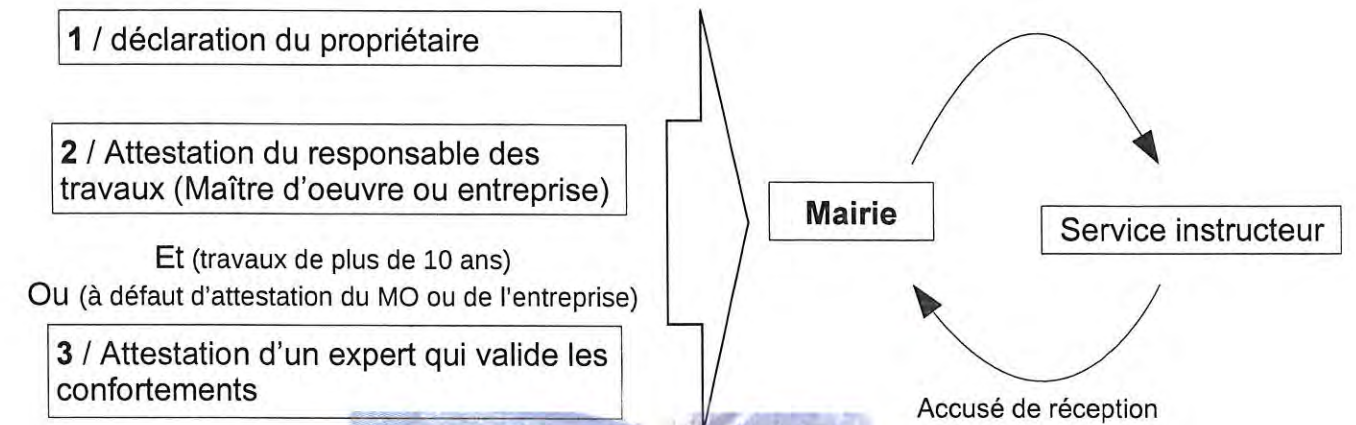 1 / déclaration du propriétaire
2 / Attestation du responsable des
travaux (Maître d'oeuvre ou entreprise)
Et (travaux de plus de 10 ans)
Ou (à défaut d'attestation du MO ou de l'entreprise)
3 / Attestation d'un expert qui valide les
confortements
Mairie
Service instructeur
Accusé de réception